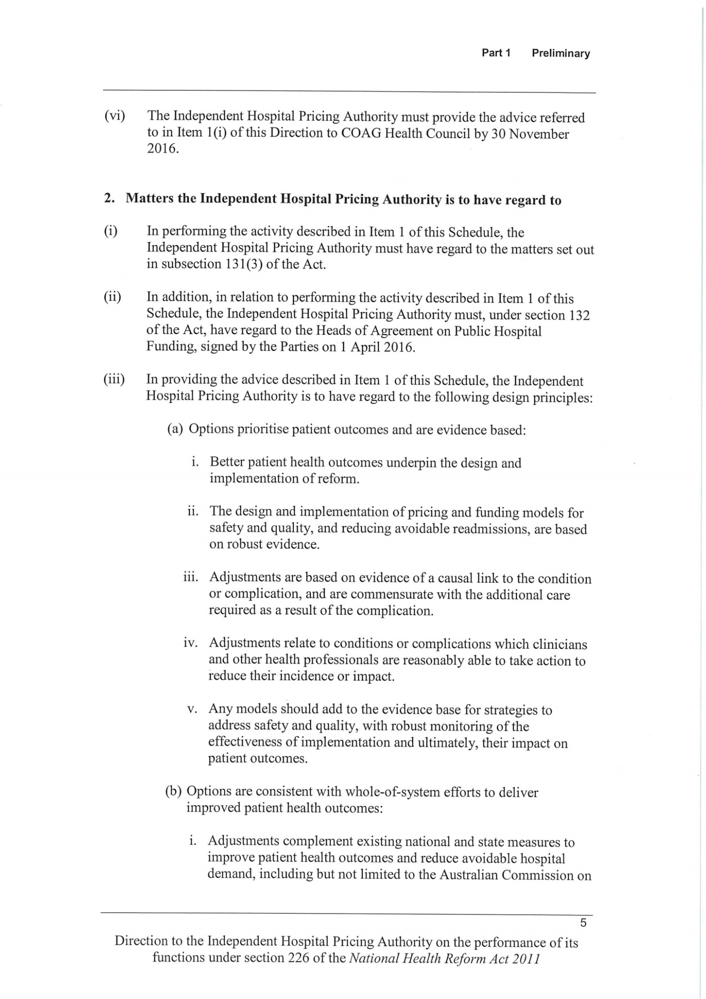 Part 1 Preliminary
(vi) The Independent Hospital Pricing Authority must provide the advice referred
to in Item 1(i) of this Direction to COAG Health Council by 30 November
2016.
2. Matters the Independent Hospital Pricing Authority is to have regard to
(i) In performing the activity described in Item 1 of this Schedule, the
Independent Hospital Pricing Authority must have regard to the matters set out
in subsection 131(3) of the Act.
(ii) In addition, in relation to performing the activity described in Item 1 of this
Schedule, the Independent Hospital Pricing Authority must, under section 132
of the Act, have regard to the Heads of Agreement on Public Hospital
Funding, signed by the Parties on 1 April 2016.
(iii) In providing the advice described in Item 1 of this Schedule, the Independent
Hospital Pricing Authority is to have regard to the following design principles:
(a) Options prioritise patient outcomes and are evidence based:
i. Better patient health outcomes underpin the design and
implementation of reform.
ii. The design and implementation of pricing and funding models for
safety and quality, and reducing avoidable readmissions, are based
on robust evidence.
iii. Adjustments are based on evidence of a causal link to the condition
or complication, and are commensurate with the additional care
required as a result of the complication.
iv. Adjustments relate to conditions or complications which clinicians
and other health professionals are reasonably able to take action to
reduce their incidence or impact.
v. Any models should add to the evidence base for strategies to
address safety and quality, with robust monitoring of the
effectiveness of implementation and ultimately, their impact on
patient outcomes.
(b) Options are consistent with whole-of-system efforts to deliver
improved patient health outcomes:
i. Adjustments complement existing national and state measures to
improve patient health outcomes and reduce avoidable hospital
demand, including but not limited to the Australian Commission on
5
Direction to the Independent Hospital Pricing Authority on the performance of its
functions under section 226 of the National Health Reform Act 2011